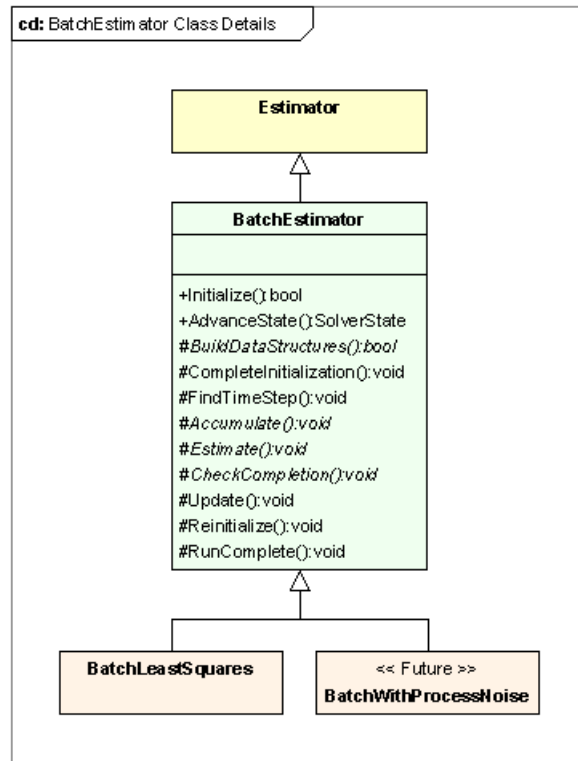 cd: BatchEstimator Class Details
Estimator
BatchEstimator
+Initialize():bool
+AdvanceState():SolverState
#BuildDataStructures():bool
#CompleteInitialization():void
#FindTimeStep():void
#Accumulate():void
#Estimate():void
#CheckCompletion():void
#Update():void
#Reinitialize():void
#RunComplete():void
BatchLeastSquares
<< Future >>
BatchWithProcessNoise